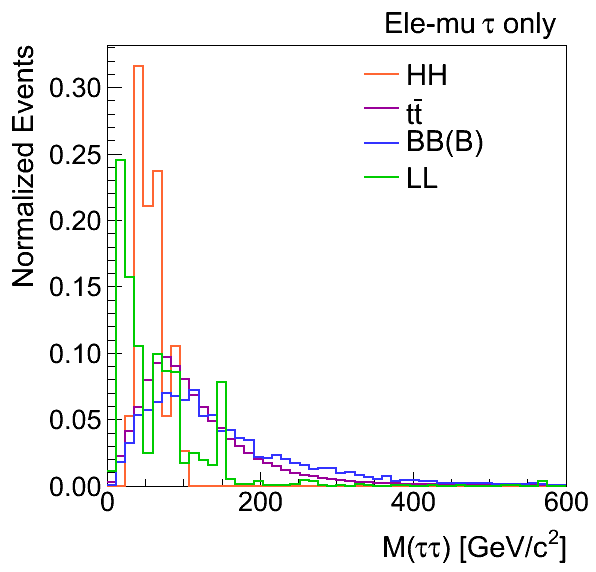 Ele-mu τ only
Normalized Events
HH
tt̄
BB(B)
LL
0.30
0.25
0.20
0.15
0.10
0.05
0.00
0 200 400 600
M(ττ) [GeV/c²]